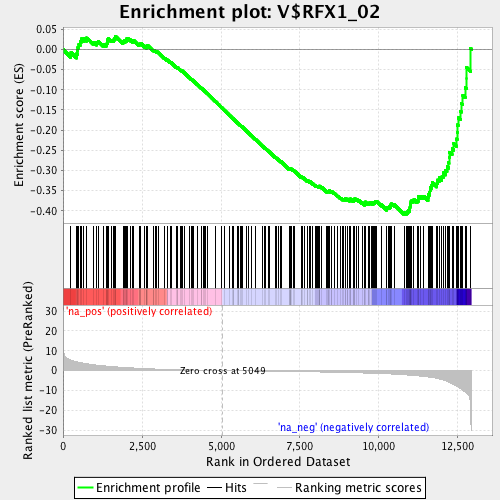 Enrichment plot: V$RFX1_02
Enrichment score (ES)
0.05
0.00
-0.05
-0.10
-0.15
-0.20
-0.25
-0.30
-0.35
-0.40
'na_pos' (positively correlated)
Ranked list metric (PreRanked)
30
20
10
0
-10
-20
-30
Zero cross at 5049
'na_neg' (negatively correlated)
0
2,500
5,000
7,500
10,000
12,500
Rank in Ordered Dataset
Enrichment profile
Hits
Ranking metric scores